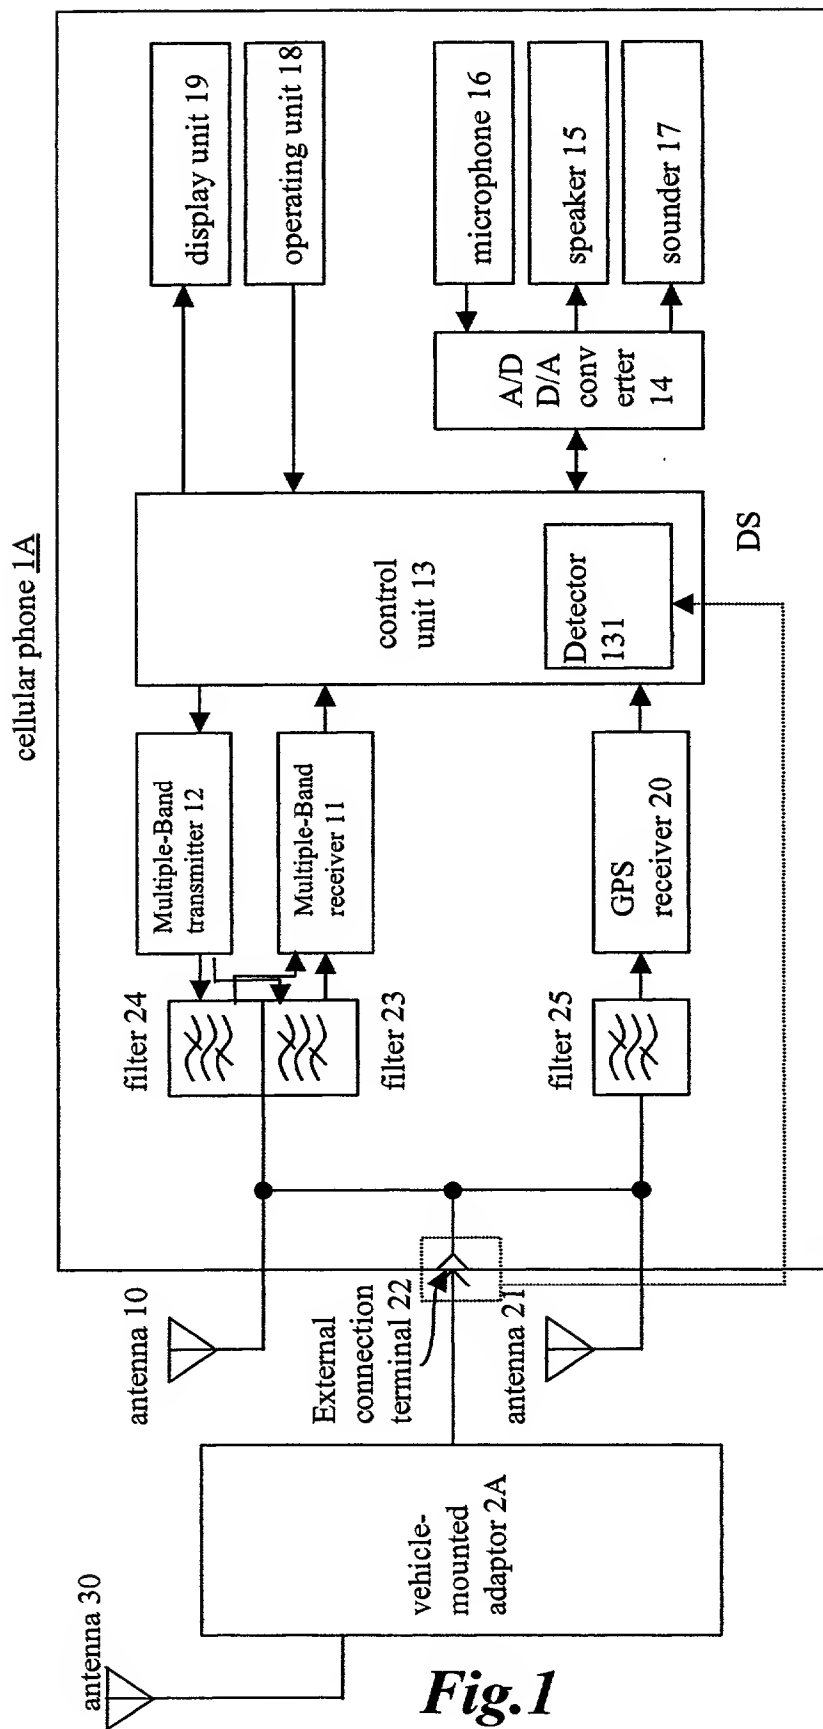 cellular phone 1A
antenna 30
vehicle-
mounted
adaptor 2A
antenna 10
External
connection
terminal 22
antenna 21
filter 24
filter 23
filter 25
Multiple-Band
transmitter 12
Multiple-Band
receiver 11
GPS
receiver 20
control
unit 13
Detector
131
DS
A/D
D/A
conv
erter
14
display unit 19
operating unit 18
microphone 16
speaker 15
sounder 17
Fig.1